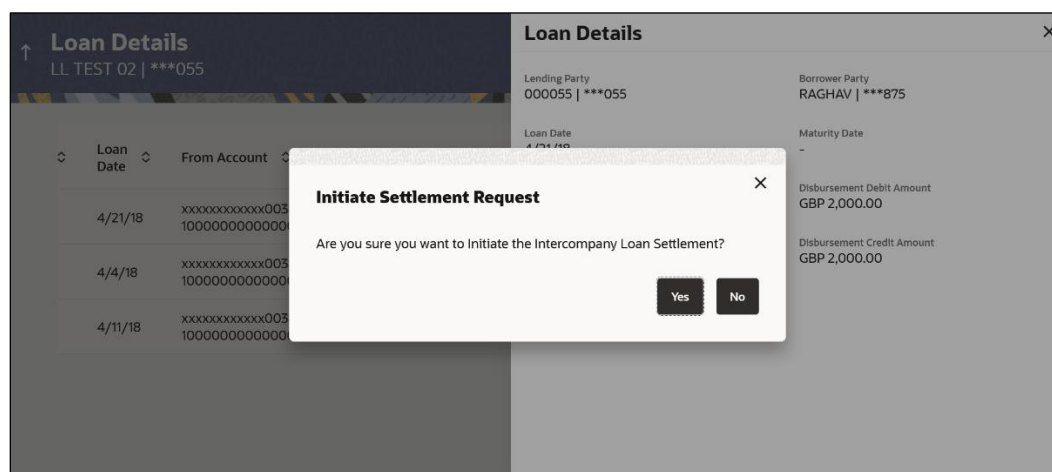 Loan Details
LL TEST 02 | ***055
Loan Date
From Account
4/21/18
xxxxxxxxxxxx003
4/4/18
xxxxxxxxxxxx003
4/11/18
xxxxxxxxxxxx003
Loan Details
Lending Party
000055 | ***055
Borrower Party
RAGHAV | ***875
Loan Date
4/21/18
Maturity Date
-
Disbursement Debit Amount
GBP 2,000.00
Disbursement Credit Amount
GBP 2,000.00
Initiate Settlement Request
Are you sure you want to Initiate the Intercompany Loan Settlement?
Yes
No